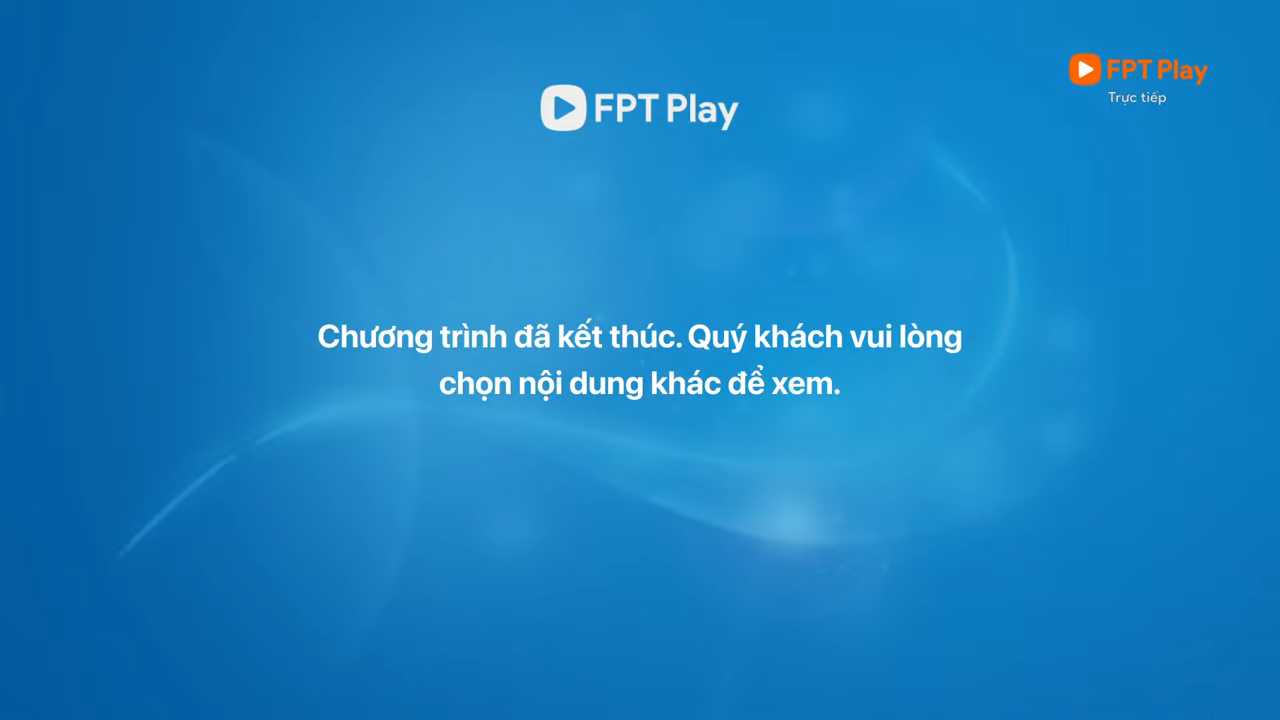 FPT Play
Trực tiếp
FPT Play
Chương trình đã kết thúc. Quý khách vui lòng
chọn nội dung khác để xem.